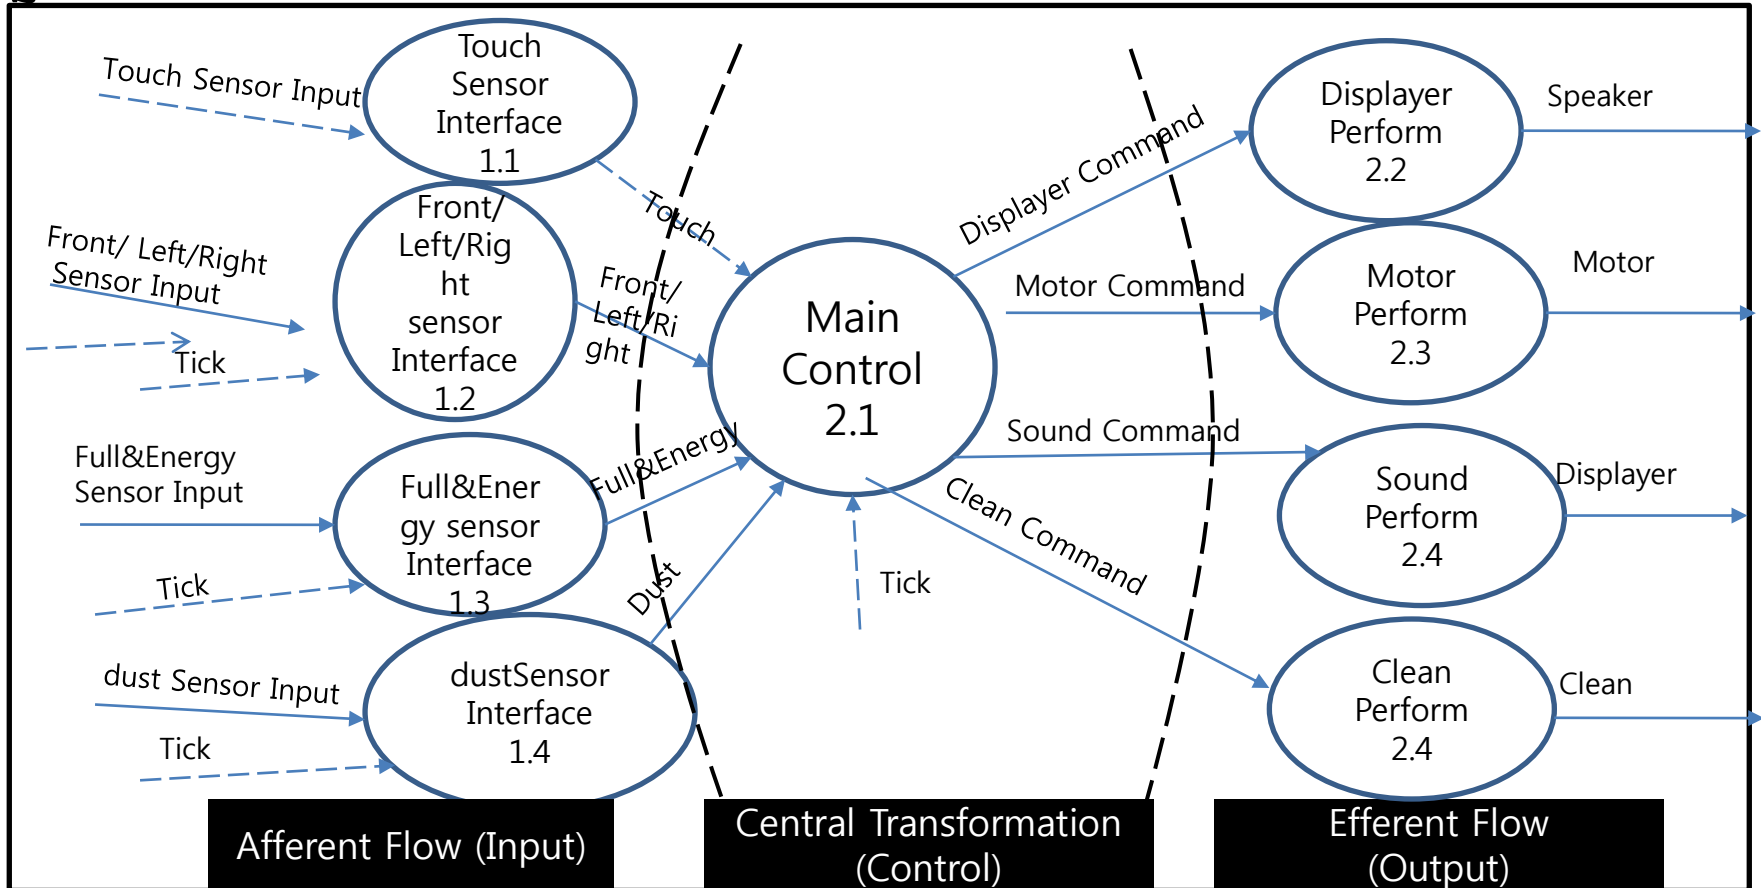 Touch Sensor Input
Touch
Sensor
Interface
1.1
Touch
Front/ Left/Right
Sensor Input
Tick
Front/
Left/Rig
ht
sensor
Interface
1.2
Front/
Left/Ri
ght
Full&Energy
Sensor Input
Tick
Full&Ener
gy sensor
Interface
1.3
Full&Energy
dust Sensor Input
Tick
dustSensor
Interface
1.4
Dust
Main
Control
2.1
Tick
Displayer Command
Motor Command
Sound Command
Clean Command
Displayer
Perform
2.2
Speaker
Motor
Perform
2.3
Motor
Sound
Perform
2.4
Displayer
Clean
Perform
2.4
Clean
Afferent Flow (Input)
Central Transformation
(Control)
Efferent Flow
(Output)